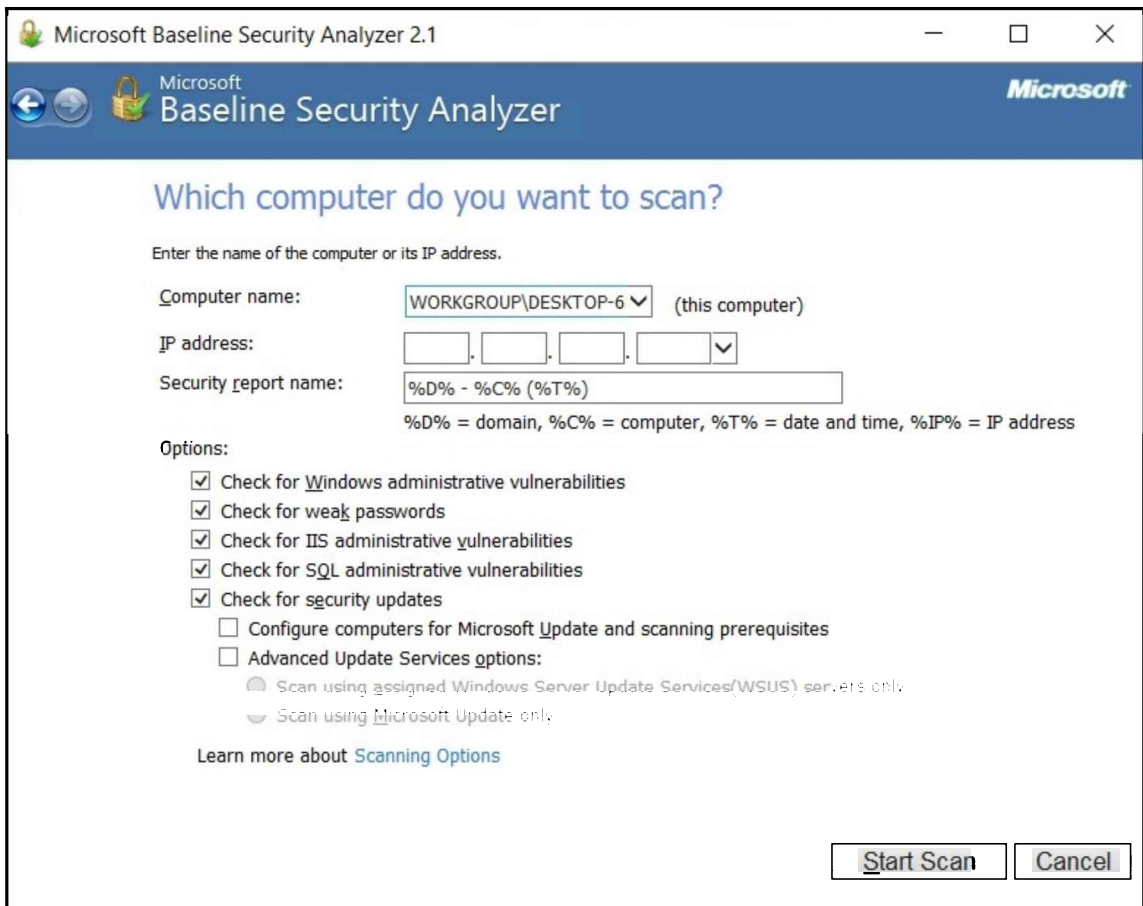 Microsoft Baseline Security Analyzer 2.1
Microsoft
Baseline Security Analyzer
Microsoft
Which computer do you want to scan?
Enter the name of the computer or its IP address.
Computer name:
WORKGROUP\DESKTOP-6
(this computer)
IP address:
. . .
Security report name:
%D% - %C% (%T%)
%D% = domain, %C% = computer, %T% = date and time, %IP% = IP address
Options:
Check for Windows administrative vulnerabilities
Check for weak passwords
Check for IIS administrative vulnerabilities
Check for SQL administrative vulnerabilities
Check for security updates
Configure computers for Microsoft Update and scanning prerequisites
Advanced Update Services options:
Scan using assigned Windows Server Update Services(WSUS) servers only
Scan using Microsoft Update only
Learn more about Scanning Options
Start Scan
Cancel